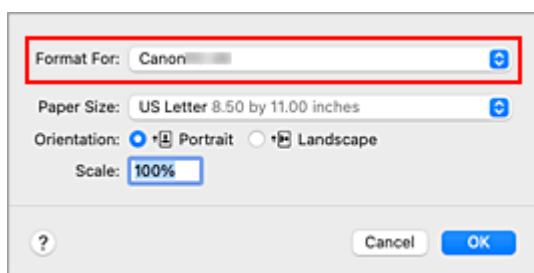 Format For: Canon
Paper Size: US Letter 8.50 by 11.00 inches
Orientation: Portrait Landscape
Scale: 100%
? Cancel OK